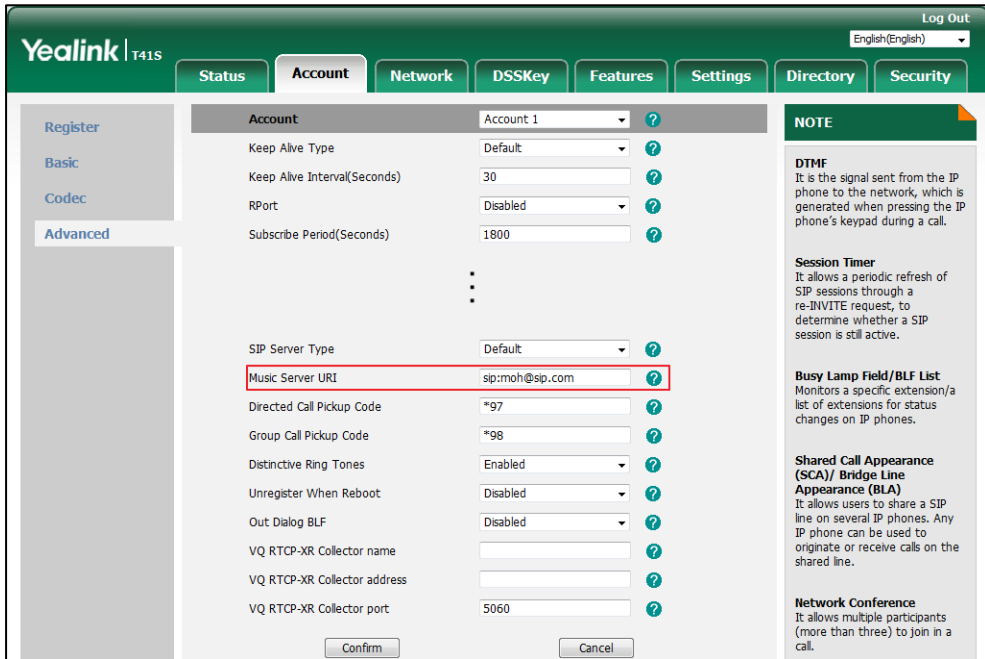 Log Out
Yealink T41S
English(English)
Status Account Network DSSKey Features Settings Directory Security
Register
Basic
Codec
Advanced
Account Account 1 ?
Keep Alive Type Default ?
Keep Alive Interval(Seconds) 30 ?
RPort Disabled ?
Subscribe Period(Seconds) 1800 ?
SIP Server Type Default ?
Music Server URI sip:moh@sip.com ?
Directed Call Pickup Code *97 ?
Group Call Pickup Code *98 ?
Distinctive Ring Tones Enabled ?
Unregister When Reboot Disabled ?
Out Dialog BLF Disabled ?
VQ RTCP-XR Collector name ?
VQ RTCP-XR Collector address ?
VQ RTCP-XR Collector port 5060 ?
Confirm Cancel
NOTE
DTMF
It is the signal sent from the IP
phone to the network, which is
generated when pressing the IP
phone's keypad during a call.
Session Timer
It allows a periodic refresh of
SIP sessions through a
re-INVITE request, to
determine whether a SIP
session is still active.
Busy Lamp Field/BLF List
Monitors a specific extension/a
list of extensions for status
changes on IP phones.
Shared Call Appearance
(SCA)/ Bridge Line
Appearance (BLA)
It allows users to share a SIP
line on several IP phones. Any
IP phone can be used to
originate or receive calls on the
shared line.
Network Conference
It allows multiple participants
(more than three) to join in a
call.